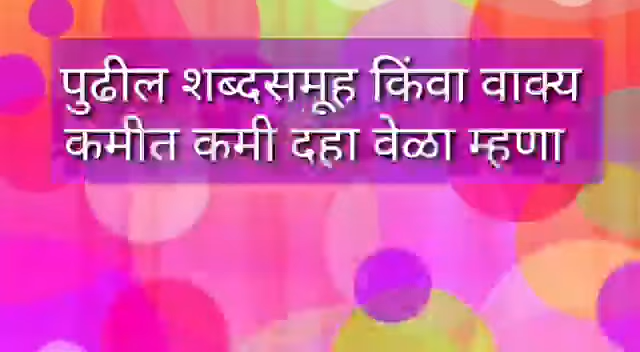 पुढील शब्दसमूह किंवा वाक्य
कमीत कमी दहा वेळा म्हणा